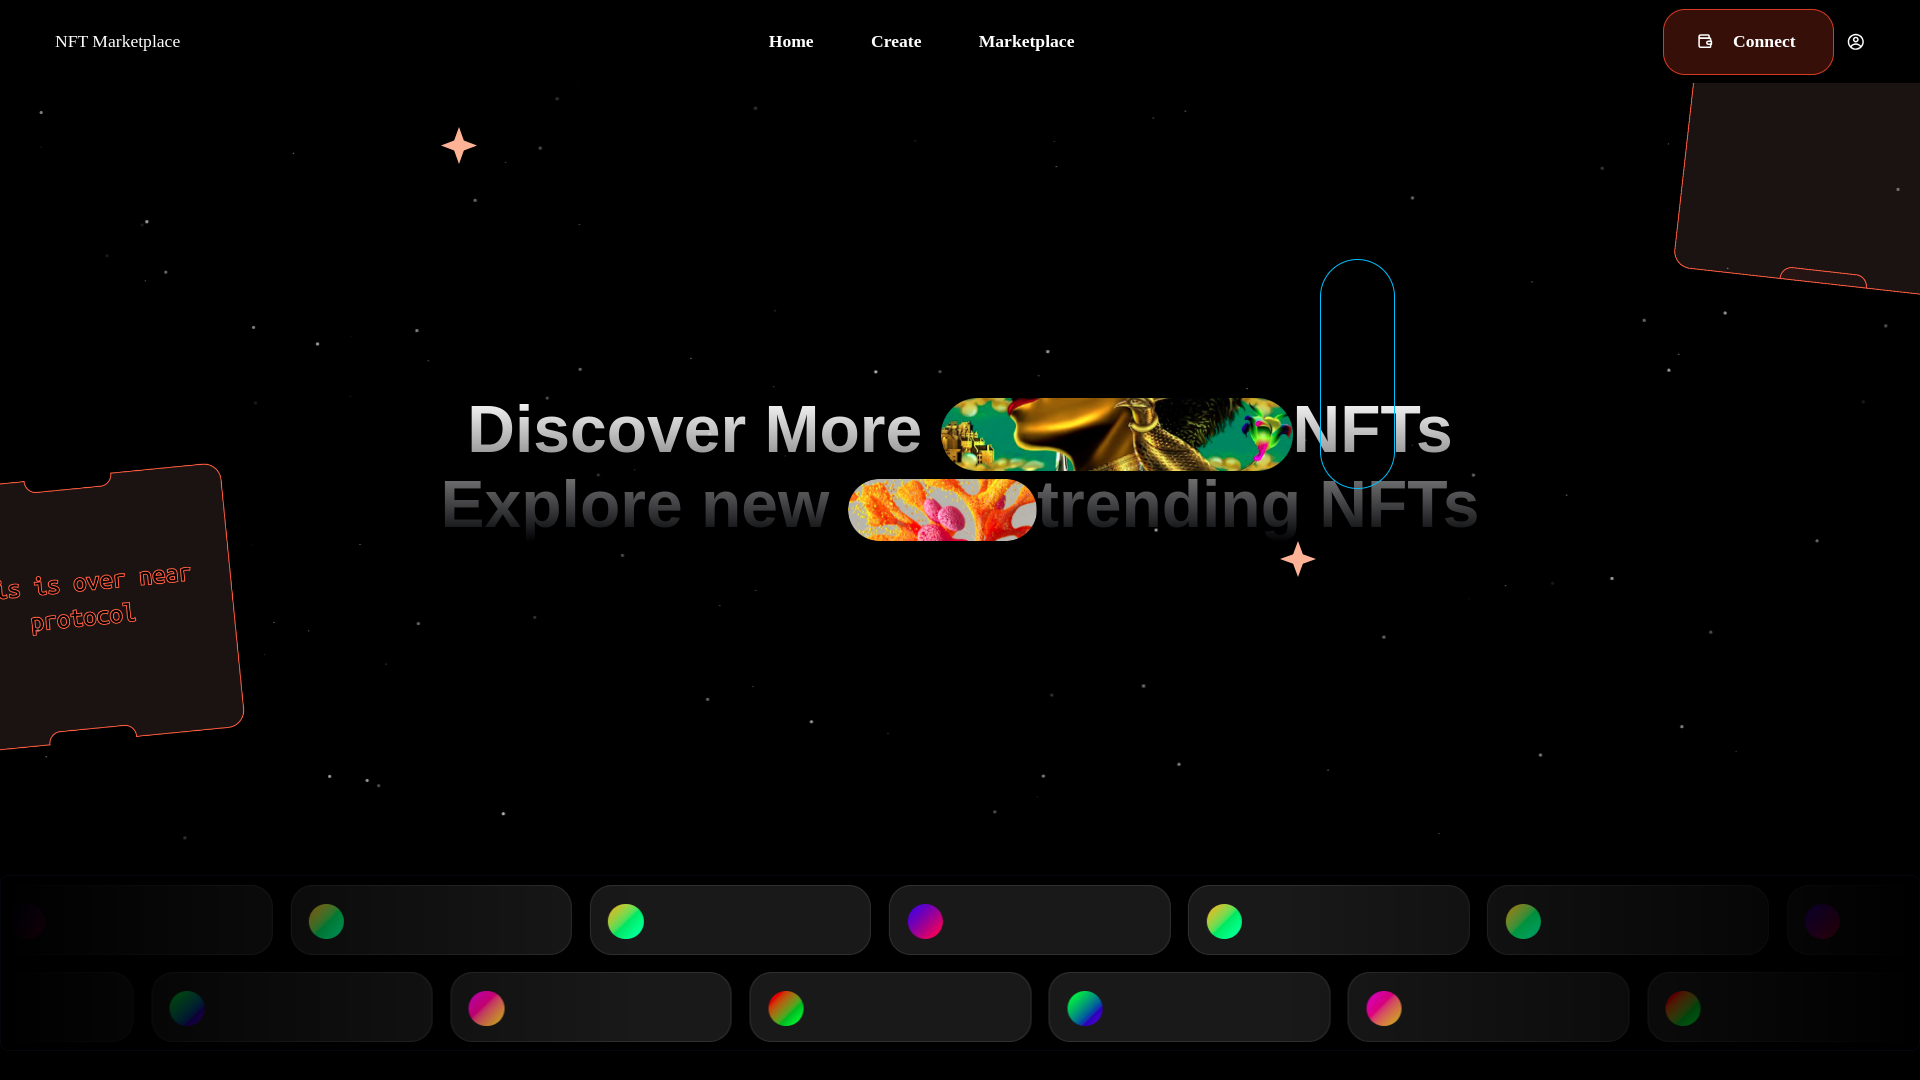 NFT Marketplace
Home
Create
Marketplace
Connect
Discover More NFTs
Explore new trending NFTs
is is over near
protocol